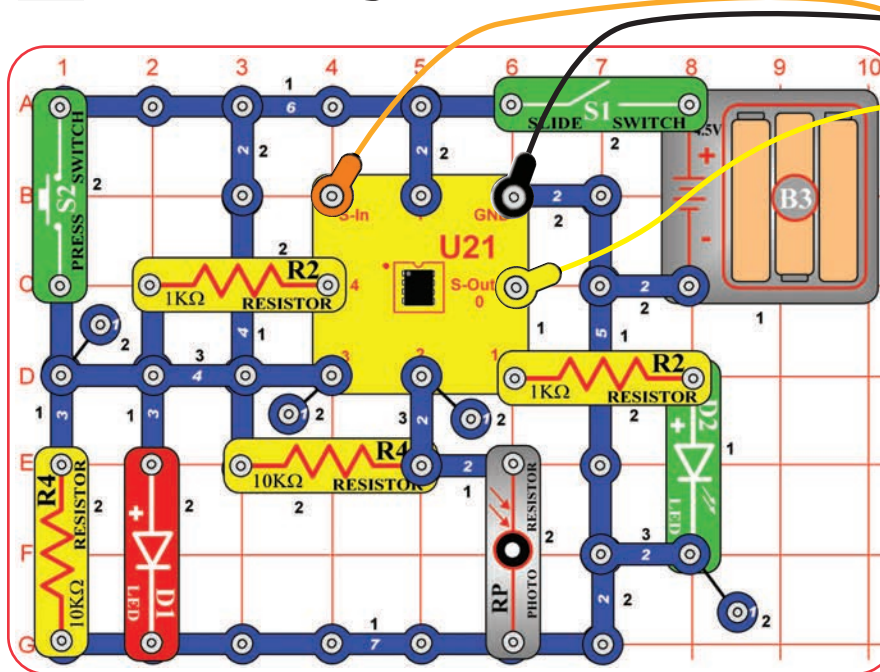 1 2 3 4 5 6 7 8 9 10
A
1
6
S1
SLIDE SWITCH
2
4.5V
+
-
B3
1
S2
PRESS SWITCH
2
B
2 2
2 2
S-In
GND
2
2
U21
S-Out
0
4
C
R2
1KΩ
RESISTOR
2
2
2
1
5
1
4
1
1
2
D
3
4
3
2
1
1 2
3
2
1 2
R2
1KΩ
RESISTOR
2
D2
+
LED
1
1
3
1
3
E
R4
10KΩ
RESISTOR
2
R4
10KΩ
RESISTOR
2
2
1
+
D1
LED
2
RP
PHOTO RESISTOR
2
F
3
2
1 2
2
2
G
1
7